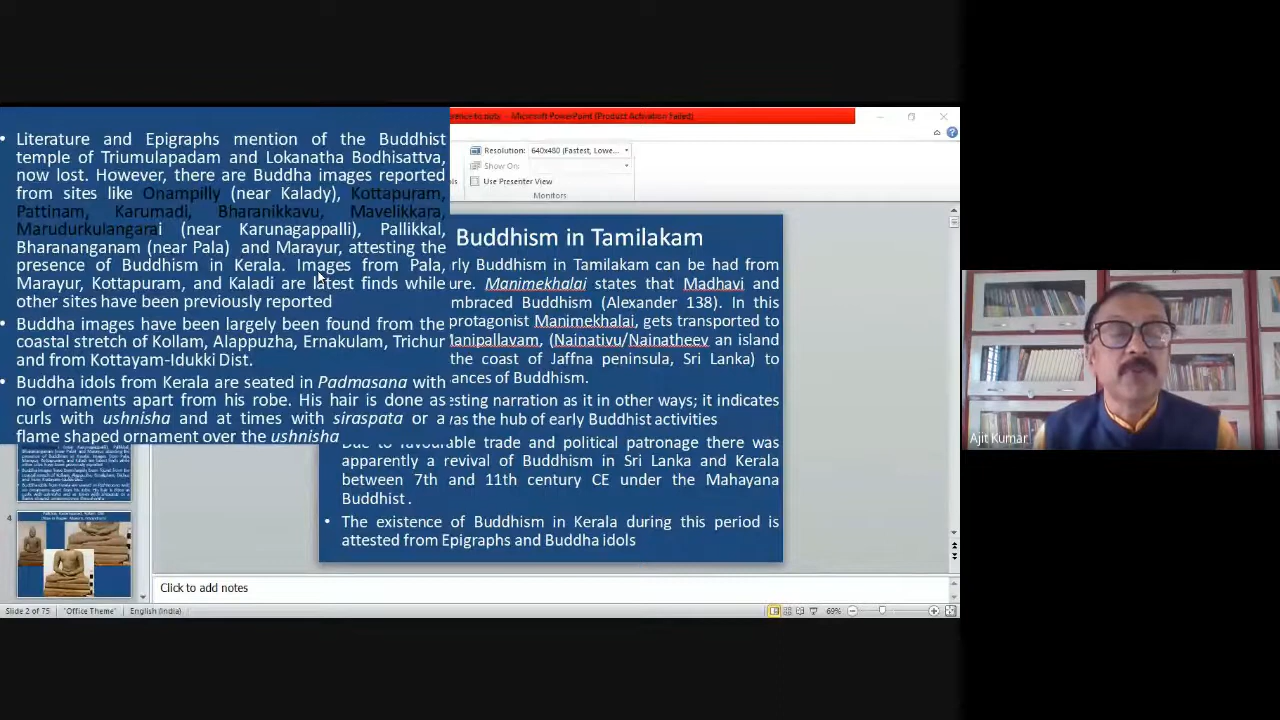 • Literature and Epigraphs mention of the Buddhist
temple of Triumulapadam and Lokanatha Bodhisattva,
now lost. However, there are Buddha images reported
from sites like Onampilly (near Kalady), Kottapuram,
Pattinam, Karumadi, Bharanikkavu, Mavelikkara,
Marudurkulangarai (near Karunagappalli), Pallikkal,
Bharananganam (near Pala) and Marayur, attesting the
presence of Buddhism in Kerala. Images from Pala,
Marayur, Kottapuram, and Kaladi are latest finds while
other sites have been previously reported
• Buddha images have been largely been found from the
coastal stretch of Kollam, Alappuzha, Ernakulam, Trichur
and from Kottayam-Idukki Dist.
• Buddha idols from Kerala are seated in Padmasana with
no ornaments apart from his robe. His hair is done as
curls with ushnisha and at times with siraspata or a
flame shaped ornament over the ushnisha
Microsoft PowerPoint (Product Activation Failed)
Resolution: 640x480 (Fastest, Lowe...
Show On:
Use Presenter View
Monitors
Buddhism in Tamilakam
rly Buddhism in Tamilakam can be had from
ure. Manimekhalai states that Madhavi and
mbraced Buddhism (Alexander 138). In this
protagonist Manimekhalai, gets transported to
Manipallavam, (Nainativu/Nainatheev an island
the coast of Jaffna peninsula, Sri Lanka) to
ances of Buddhism.
esting narration as it in other ways; it indicates
was the hub of early Buddhist activities
Due to favourable trade and political patronage there was
apparently a revival of Buddhism in Sri Lanka and Kerala
between 7th and 11th century CE under the Mahayana
Buddhist .
• The existence of Buddhism in Kerala during this period is
attested from Epigraphs and Buddha idols
4
Click to add notes
Slide 2 of 75
"Office Theme"
English (India)
69%
Ajit Kumar